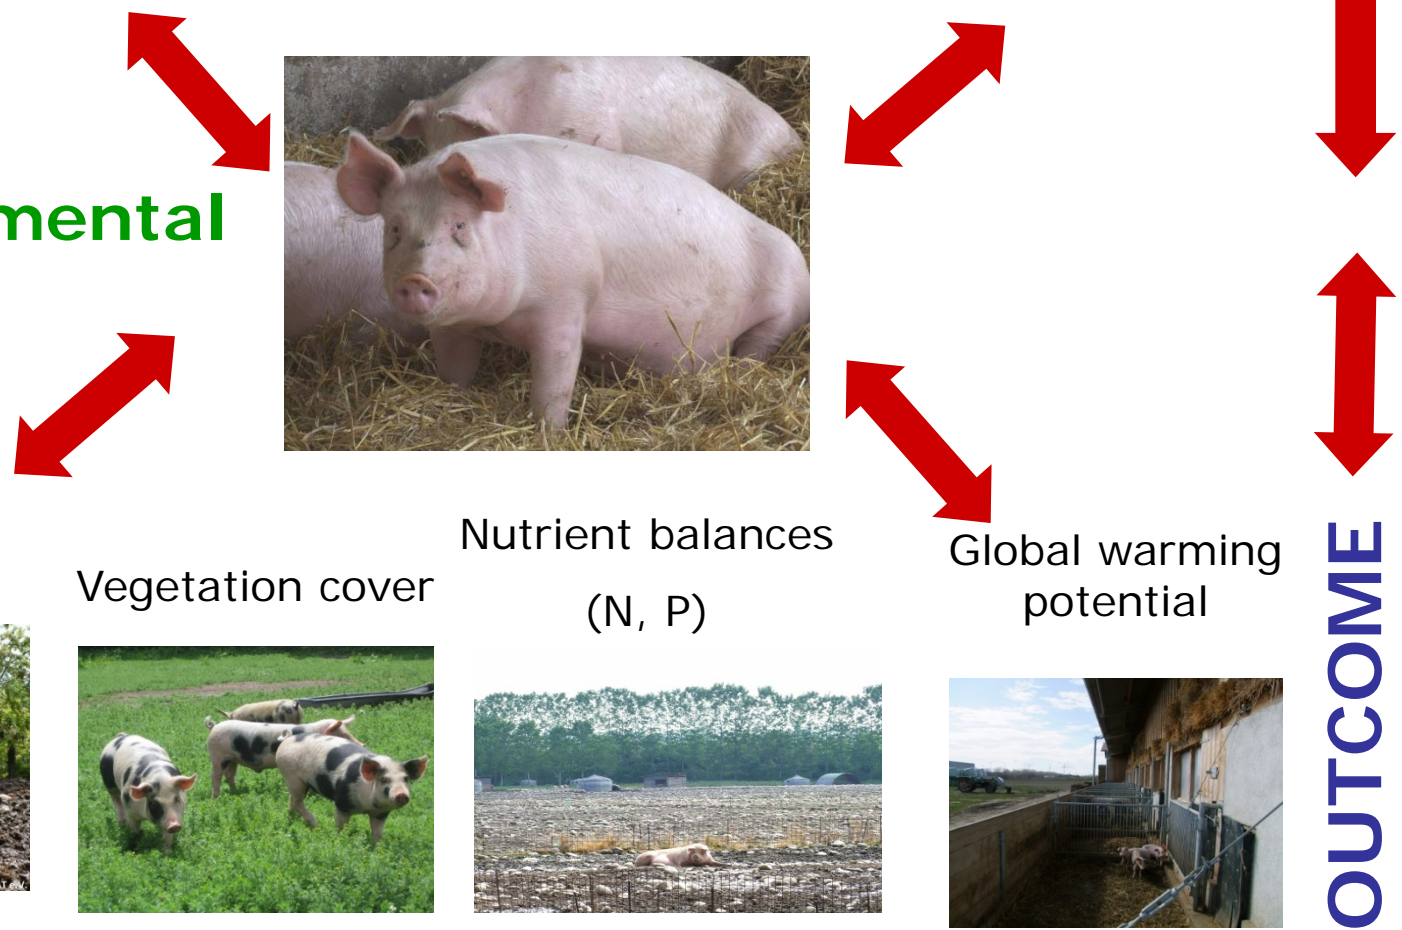 mental
Nutrient balances
(N, P)
Vegetation cover
Global warming
potential
OUTCOME